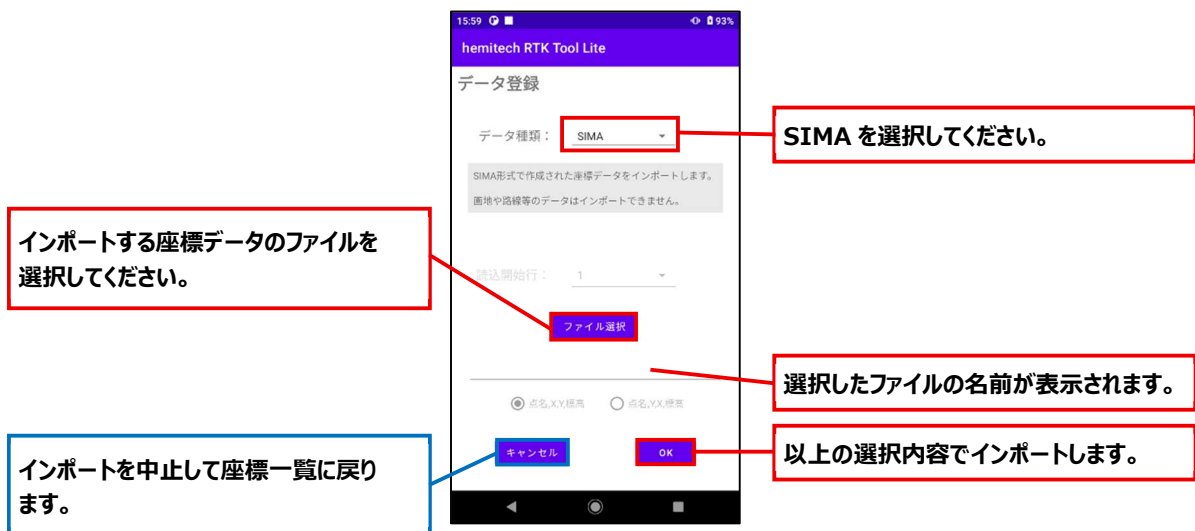 15:59
93%
hemitech RTK Tool Lite
データ登録
データ種類：
SIMA
SIMA を選択してください。
SIMA形式で作成された座標データをインポートします。
画地や路線等のデータはインポートできません。
インポートする座標データのファイルを
選択してください。
読込開始行：
1
ファイル選択
選択したファイルの名前が表示されます。
点名,X,Y,標高
点名,Y,X,標高
キャンセル
OK
以上の選択内容でインポートします。
インポートを中止して座標一覧に戻り
ます。